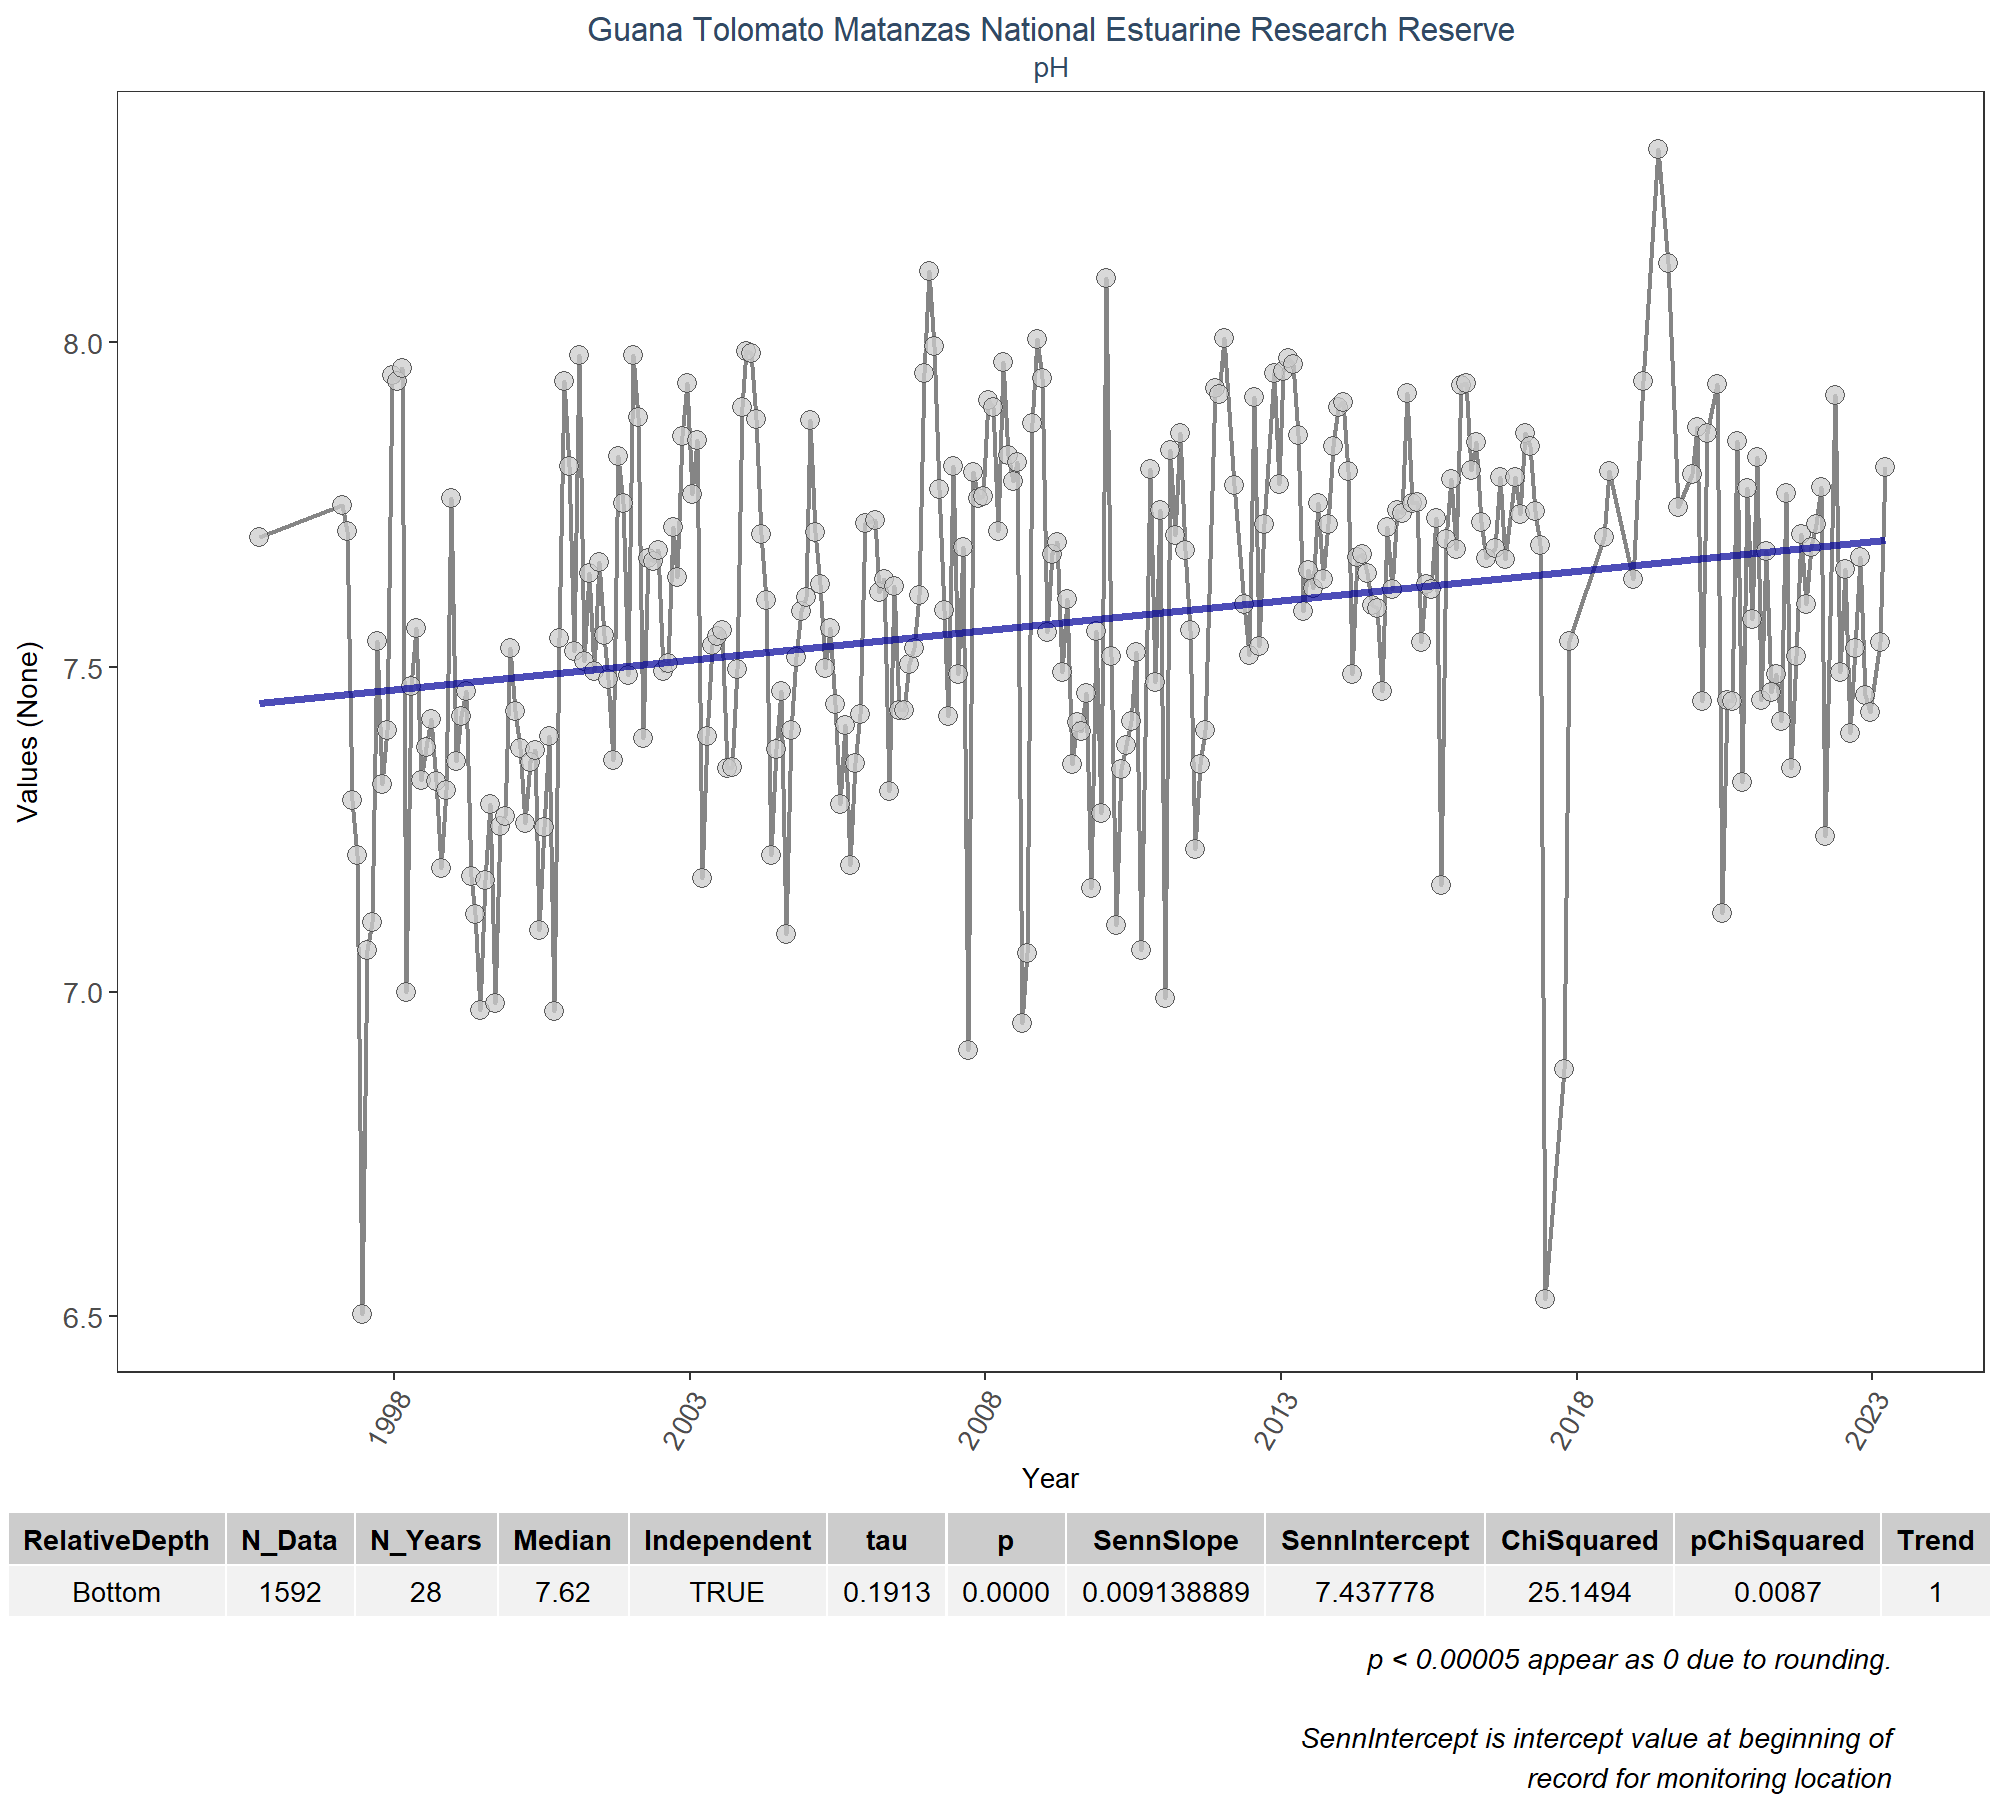 Guana Tolomato Matanzas National Estuarine Research Reserve
pH
Values (None)
8.0
7.5
7.0
6.5
1998
2003
2008
2013
2018
2023
Year
RelativeDepth N_Data N_Years Median Independent tau p SennSlope SennIntercept ChiSquared pChiSquared Trend
Bottom 1592 28 7.62 TRUE 0.1913 0.0000 0.009138889 7.437778 25.1494 0.0087 1
p < 0.00005 appear as 0 due to rounding.
SennIntercept is intercept value at beginning of
record for monitoring location